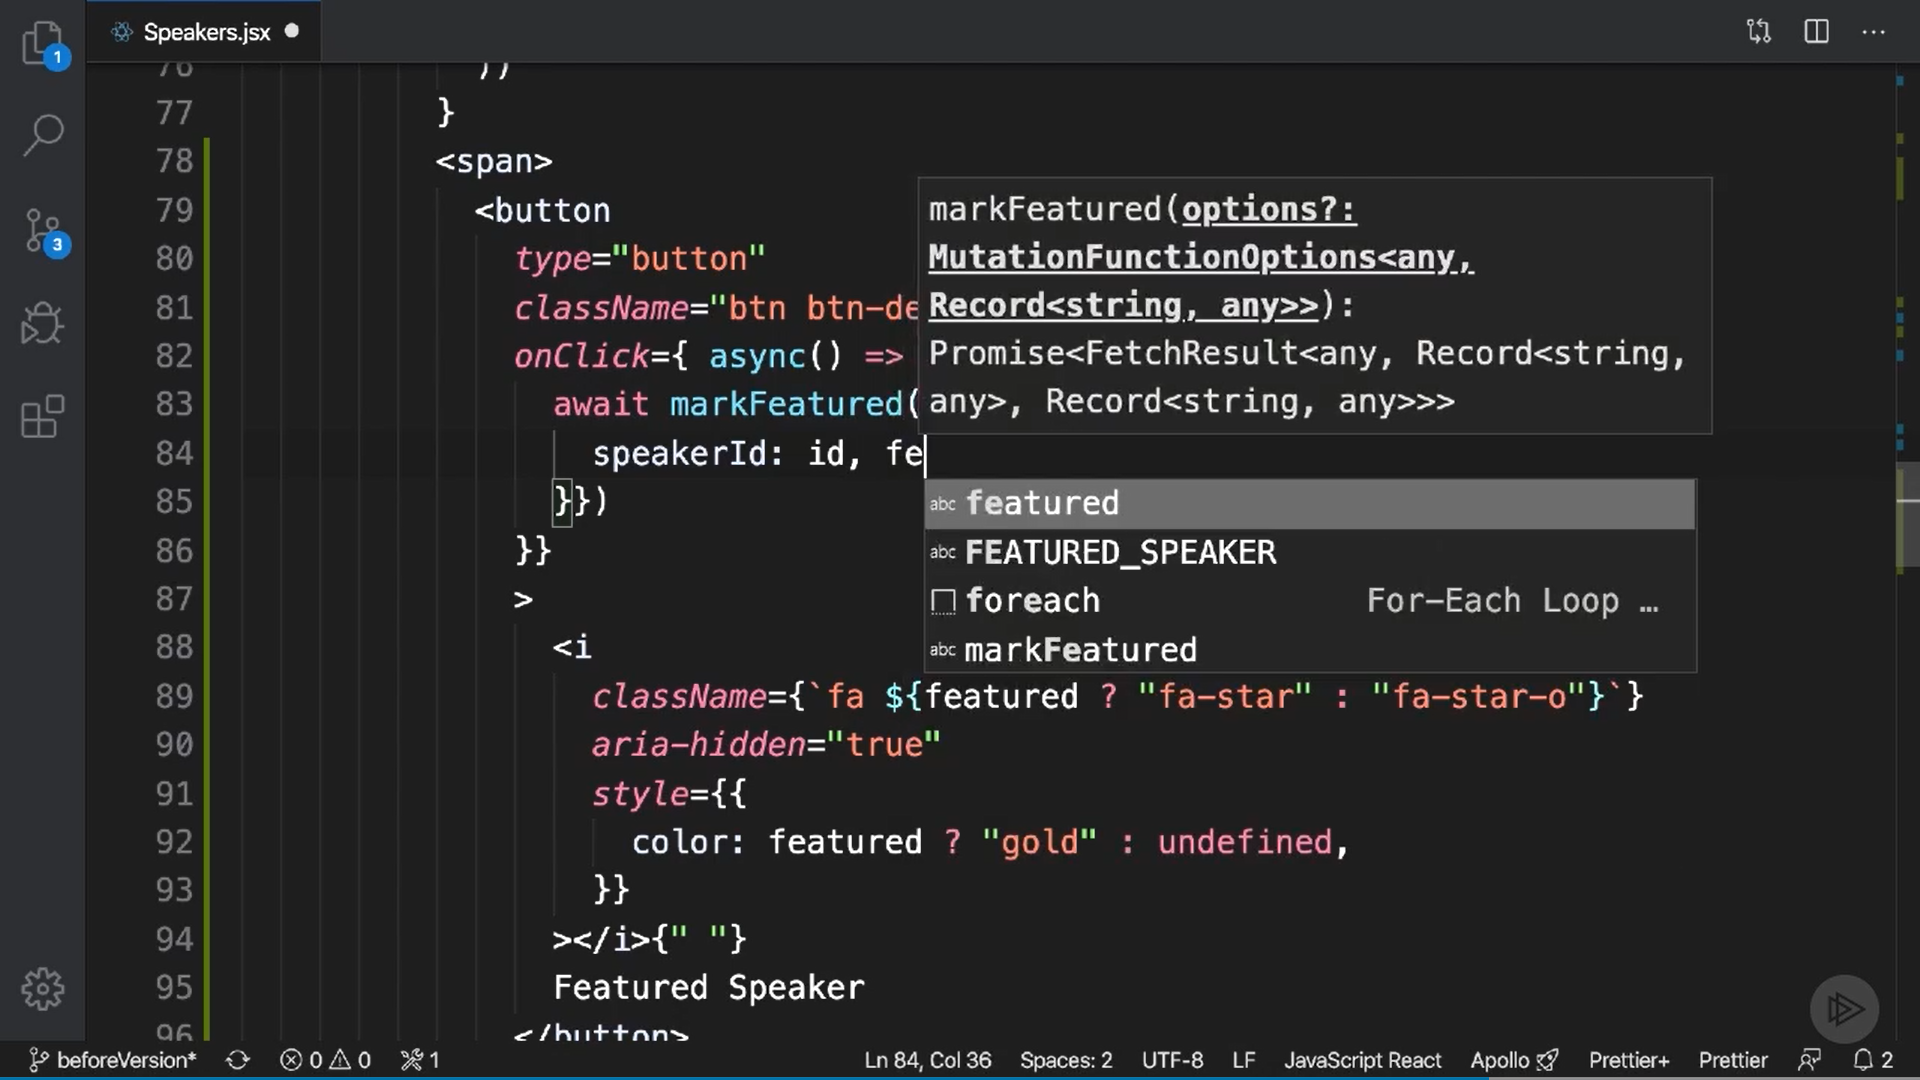 Speakers.jsx
1
76 ))
77 }
78 <span>
79 <button
80 type="button"
81 className="btn btn-de
82 onClick={ async() =>
83 await markFeatured(
84 speakerId: id, fe
85 }})
86 }}
87 >
88 <i
89 className={`fa ${featured ? "fa-star" : "fa-star-o"}`}
90 aria-hidden="true"
91 style={{
92 color: featured ? "gold" : undefined,
93 }}
94 ></i>{" "}
95 Featured Speaker
96 </button>
markFeatured(options?:
MutationFunctionOptions<any,
Record<string, any>>):
Promise<FetchResult<any, Record<string,
any>, Record<string, any>>>
abc featured
abc FEATURED_SPEAKER
foreach For-Each Loop …
abc markFeatured
3
beforeVersion* 0 0 1 Ln 84, Col 36 Spaces: 2 UTF-8 LF JavaScript React Apollo Prettier+ Prettier 2